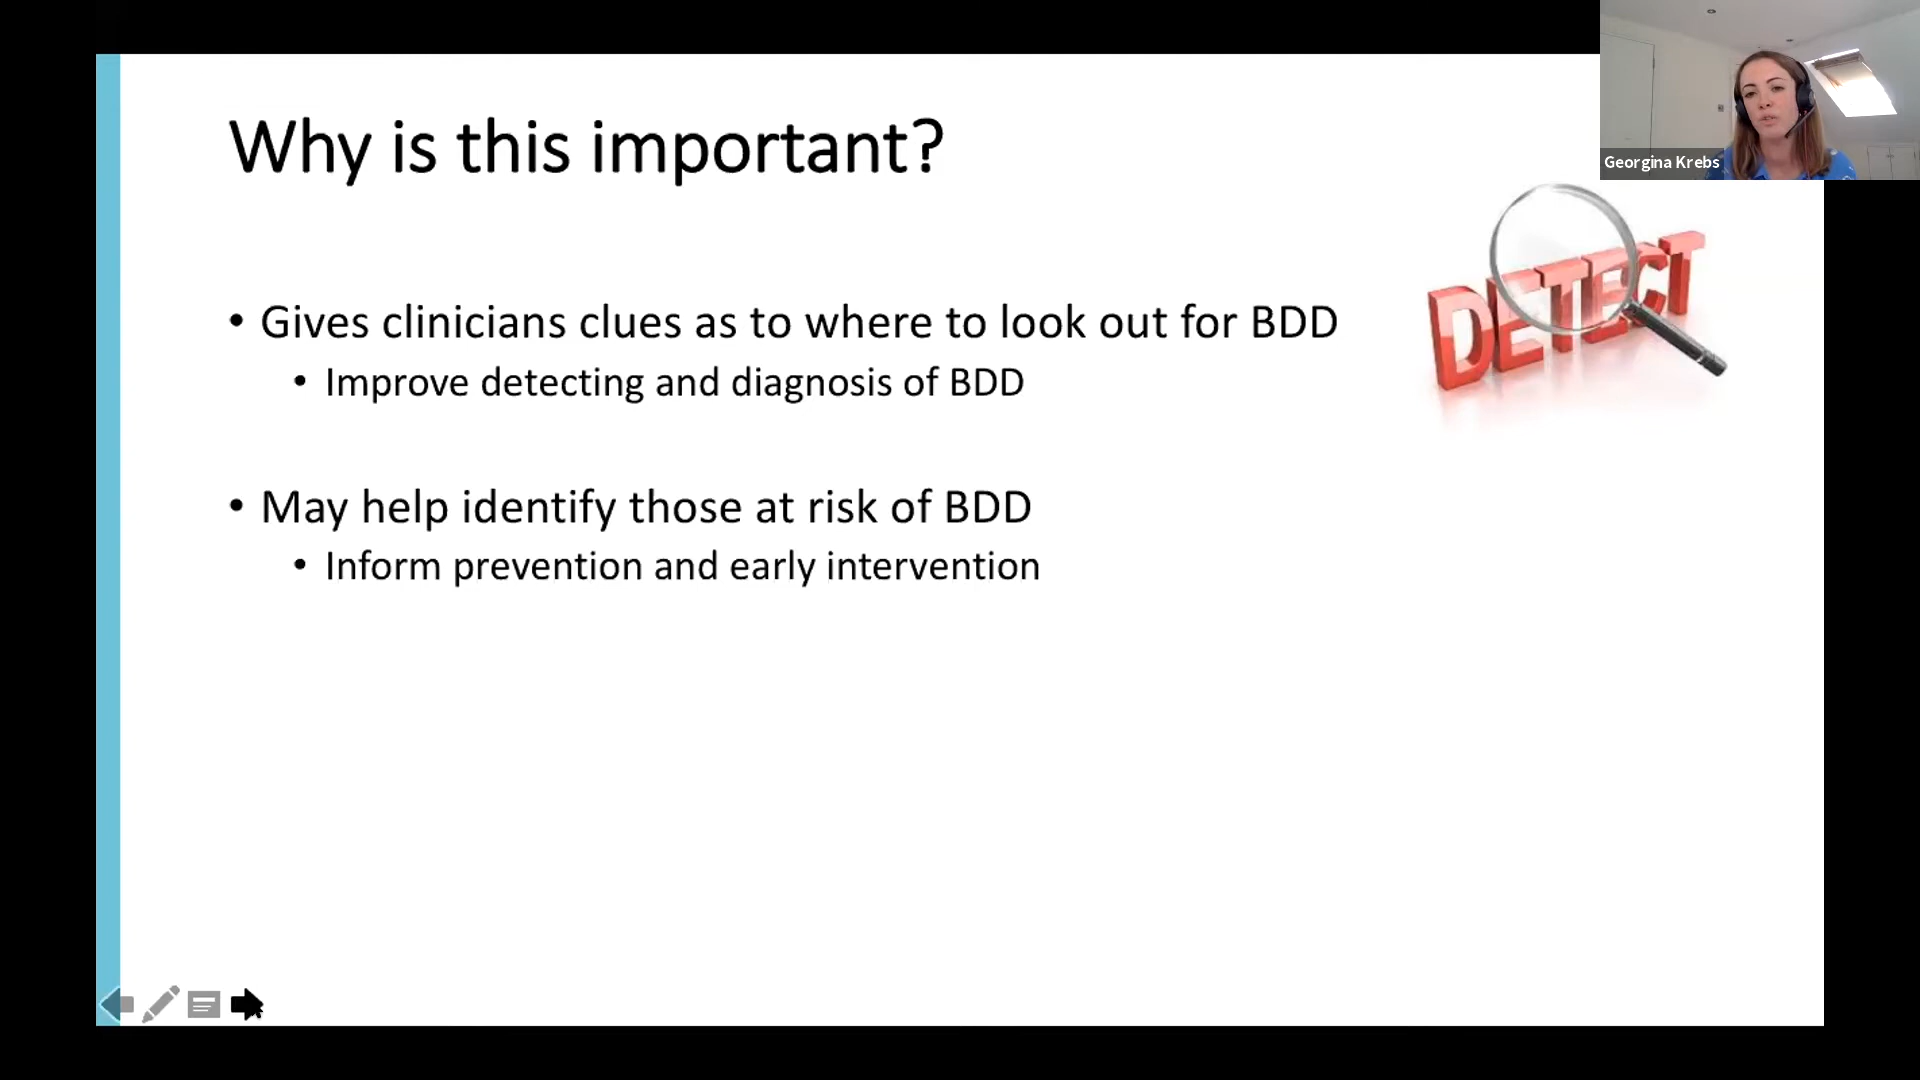 Why is this important?
Georgina Krebs
DETECT
• Gives clinicians clues as to where to look out for BDD
• Improve detecting and diagnosis of BDD
• May help identify those at risk of BDD
• Inform prevention and early intervention